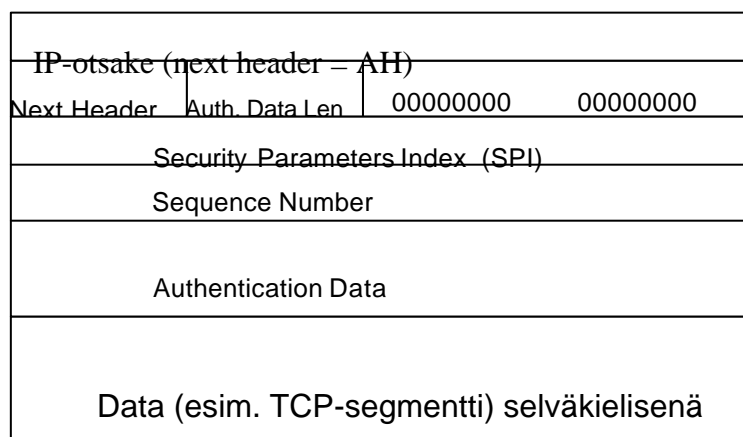 IP-otsake (next header – AH)
Next Header Auth. Data Len 00000000 00000000
Security Parameters Index (SPI)
Sequence Number
Authentication Data
Data (esim. TCP-segmentti) selväkielisenä